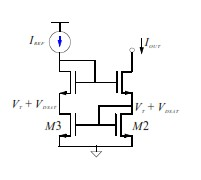 I_REF
I_OUT
V_T + V_DSAT
V_T + V_DSAT
M3
M2